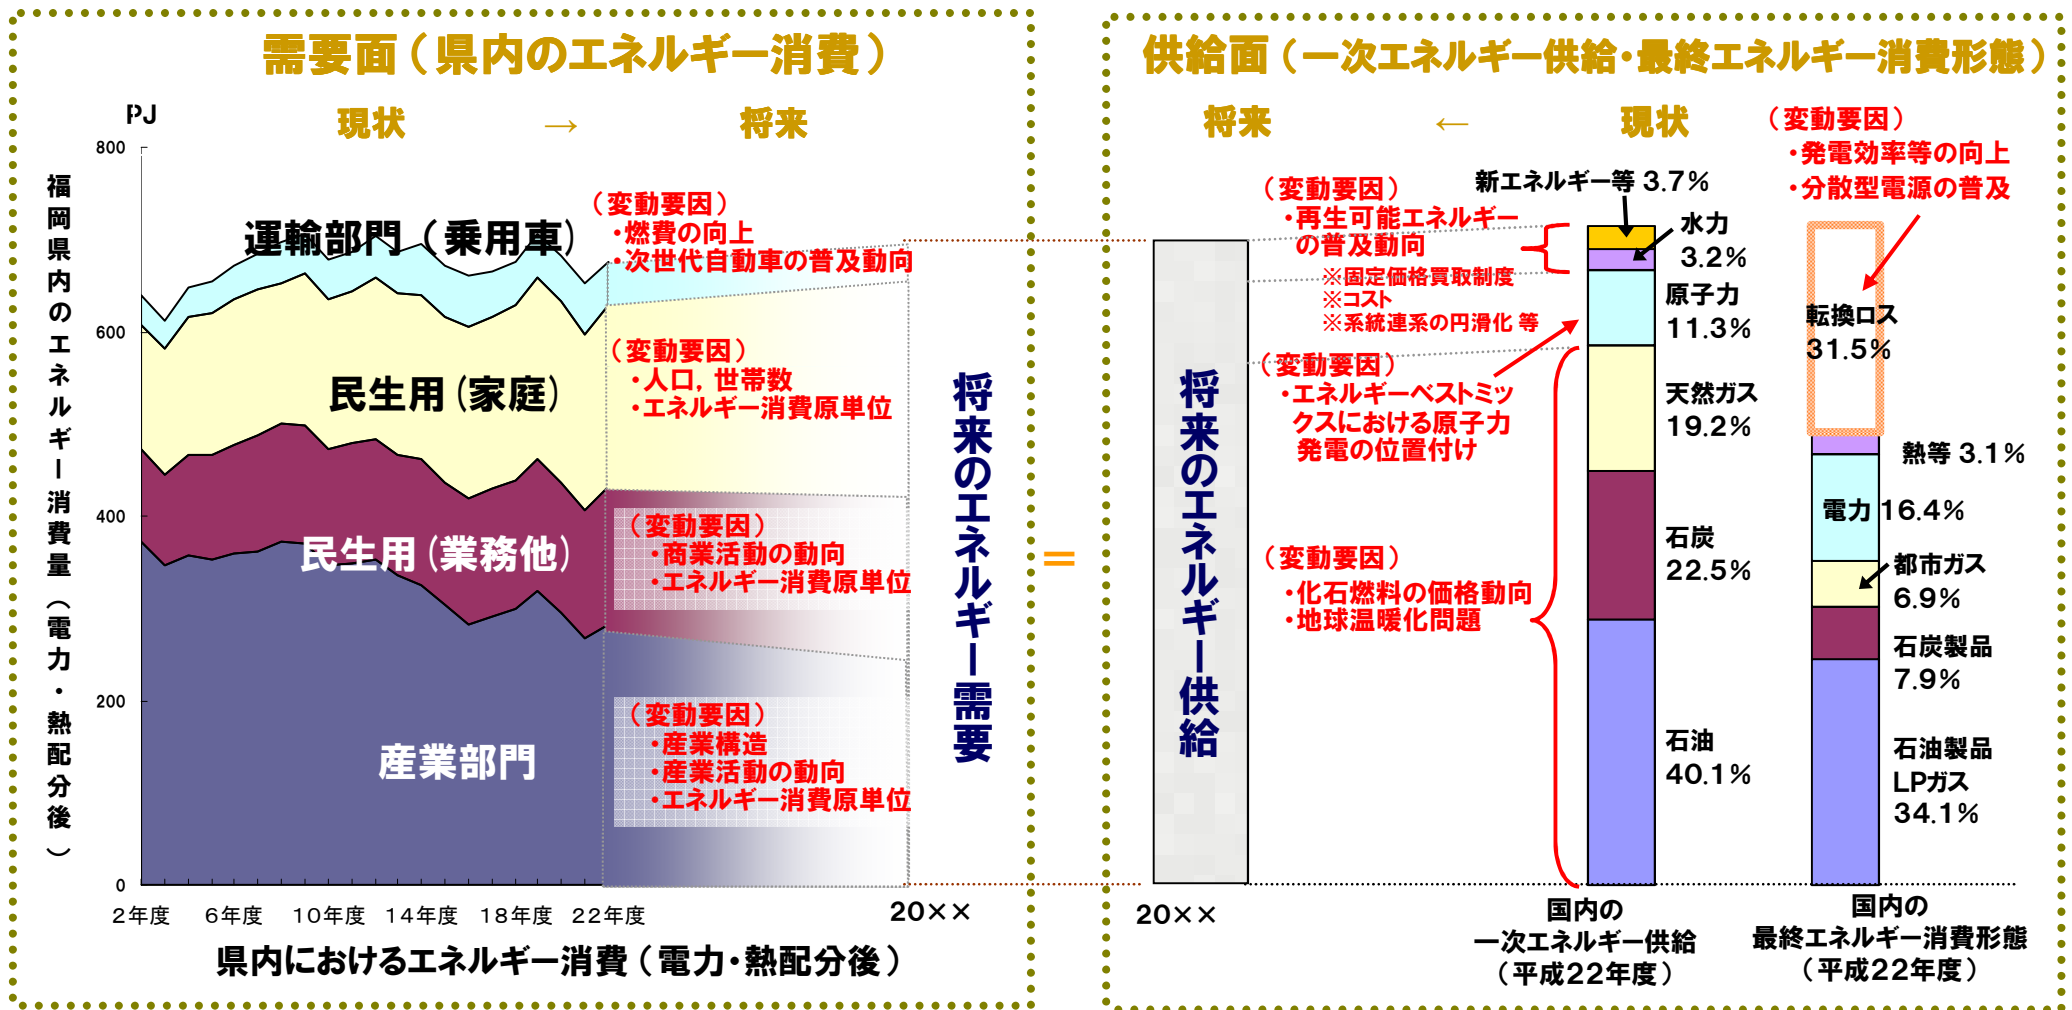 需要面（県内のエネルギー消費）
現状
→
将来
PJ
800
600
400
200
0
福岡県内のエネルギー消費量（電力・熱配分後）
運輸部門（乗用車）
（変動要因）
・燃費の向上
・次世代自動車の普及動向
民生用（家庭）
（変動要因）
・人口，世帯数
・エネルギー消費原単位
民生用（業務他）
（変動要因）
・商業活動の動向
・エネルギー消費原単位
産業部門
（変動要因）
・産業構造
・産業活動の動向
・エネルギー消費原単位
将来のエネルギー需要
2年度
6年度
10年度
14年度
18年度
22年度
20××
県内におけるエネルギー消費（電力・熱配分後）
＝
供給面（一次エネルギー供給・最終エネルギー消費形態）
将来
←
現状
将来のエネルギー供給
20××
（変動要因）
・再生可能エネルギー
の普及動向
※固定価格買取制度
※コスト
※系統連系の円滑化 等
（変動要因）
・エネルギーベストミッ
クスにおける原子力
発電の位置付け
（変動要因）
・化石燃料の価格動向
・地球温暖化問題
新エネルギー等 3.7%
水力
3.2%
原子力
11.3%
天然ガス
19.2%
石炭
22.5%
石油
40.1%
国内の
一次エネルギー供給
（平成22年度）
（変動要因）
・発電効率等の向上
・分散型電源の普及
転換ロス
31.5%
熱等 3.1%
電力 16.4%
都市ガス
6.9%
石炭製品
7.9%
石油製品
LPガス
34.1%
国内の
最終エネルギー消費形態
（平成22年度）